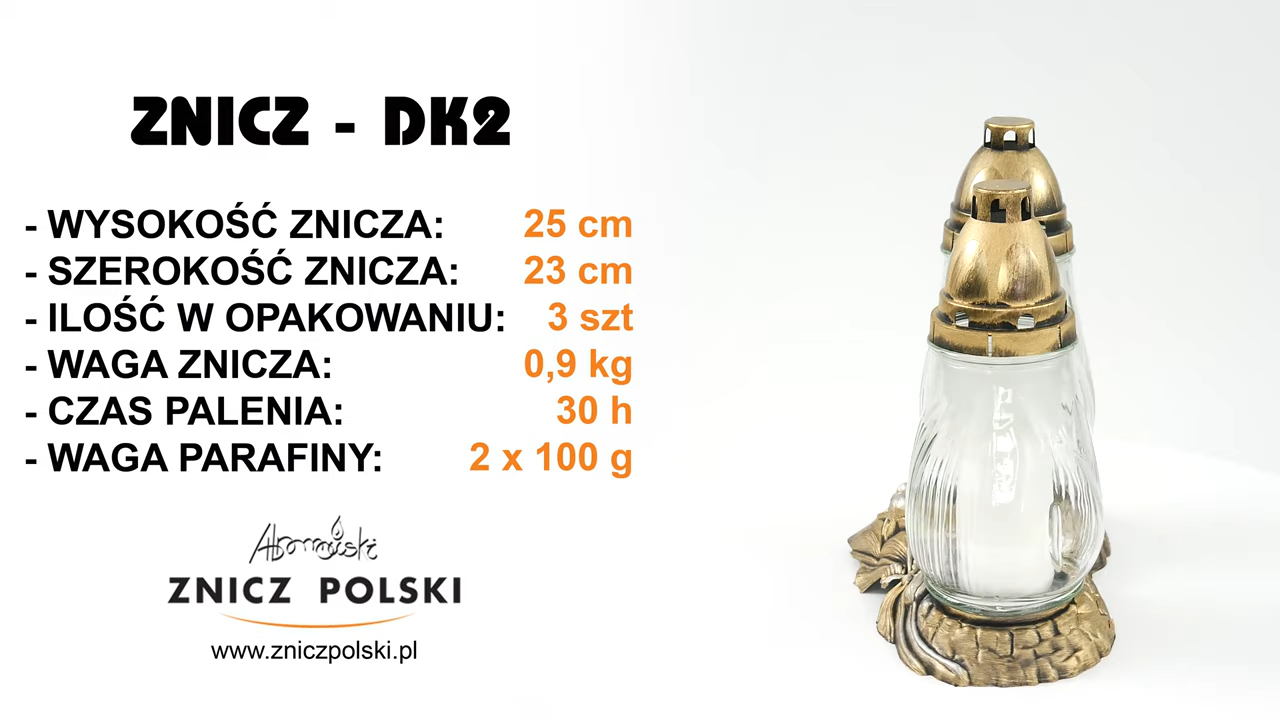 ZNICZ - DK2
- WYSOKOŚĆ ZNICZA: 25 cm
- SZEROKOŚĆ ZNICZA: 23 cm
- ILOŚĆ W OPAKOWANIU: 3 szt
- WAGA ZNICZA: 0,9 kg
- CZAS PALENIA: 30 h
- WAGA PARAFINY: 2 x 100 g
ZNICZ POLSKI
www.zniczpolski.pl